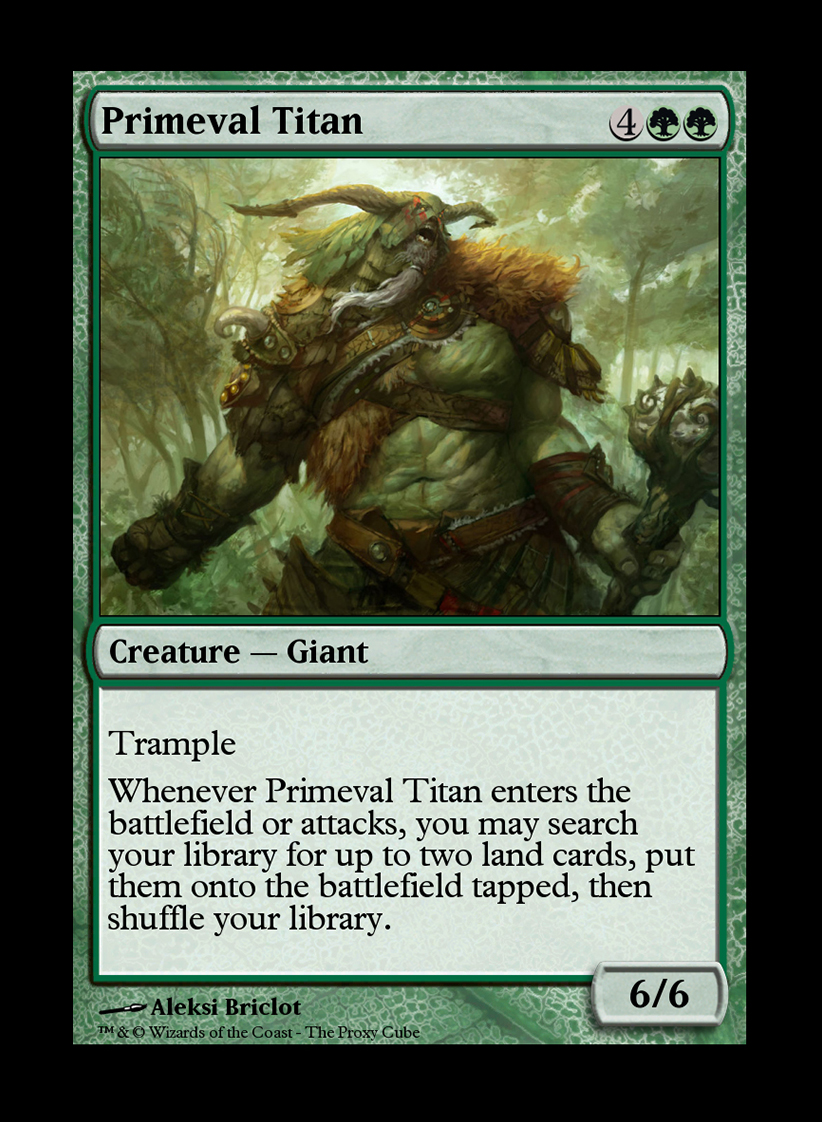 Primeval Titan 4
Creature — Giant
Trample
Whenever Primeval Titan enters the
battlefield or attacks, you may search
your library for up to two land cards, put
them onto the battlefield tapped, then
shuffle your library.
6/6
Aleksi Briclot
™ & © Wizards of the Coast - The Proxy Cube